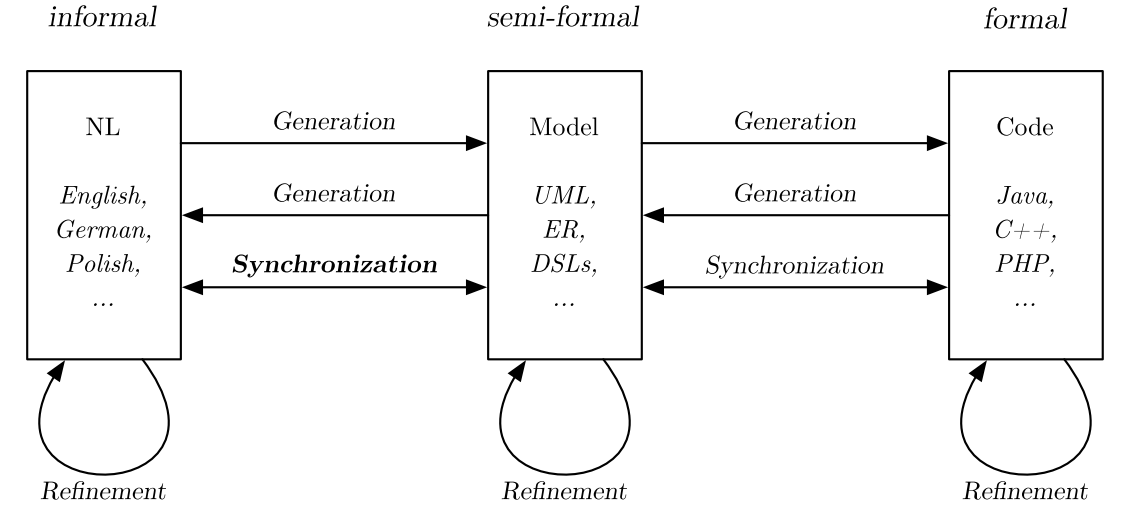 informal
semi-formal
formal
NL
Generation
Model
Generation
Code
English,
German,
Polish,
...
Generation
Synchronization
UML,
ER,
DSLs,
...
Generation
Synchronization
Java,
C++,
PHP,
...
Refinement
Refinement
Refinement